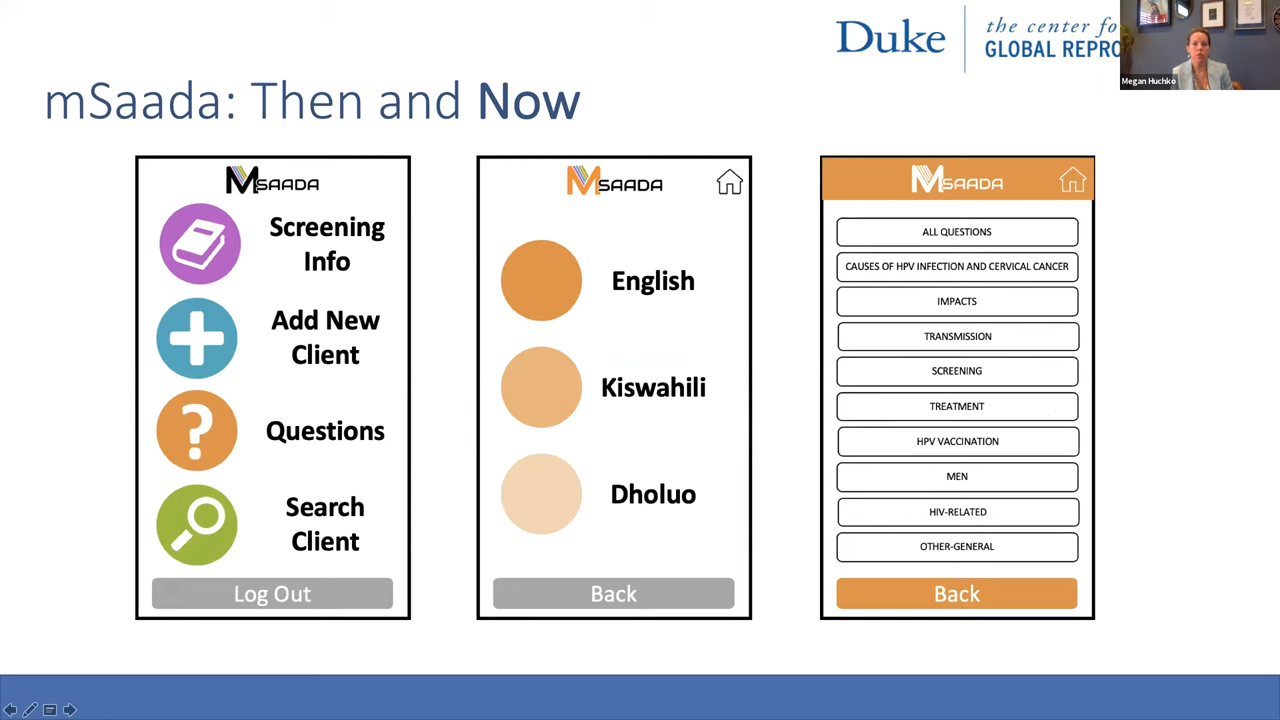 Duke
the center fo
GLOBAL REPRO
Megan Huchko
mSaada: Then and Now
MSAADA
Screening
Info
Add New
Client
Questions
Search
Client
Log Out
MSAADA
English
Kiswahili
Dholuo
Back
MSAADA
ALL QUESTIONS
CAUSES OF HPV INFECTION AND CERVICAL CANCER
IMPACTS
TRANSMISSION
SCREENING
TREATMENT
HPV VACCINATION
MEN
HIV-RELATED
OTHER-GENERAL
Back